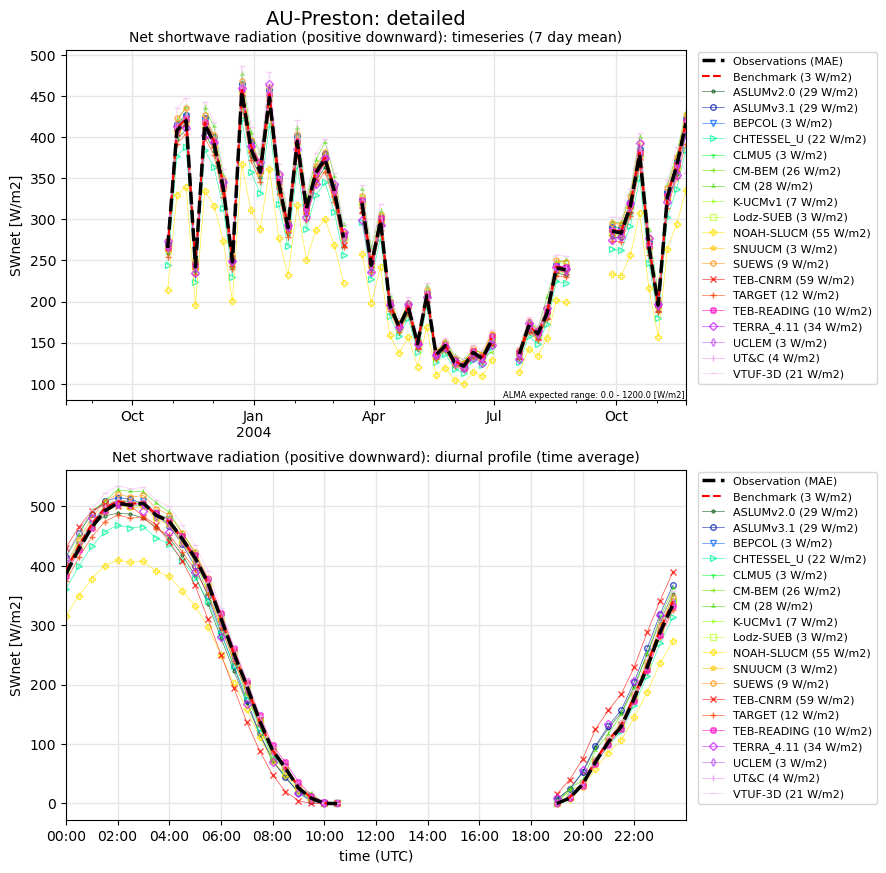 AU-Preston: detailed
Net shortwave radiation (positive downward): timeseries (7 day mean)
SWnet [W/m2]
500
450
400
350
300
250
200
150
100
Oct
Jan
2004
Apr
Jul
Oct
ALMA expected range: 0.0 - 1200.0 [W/m2]
Observations (MAE)
Benchmark (3 W/m2)
ASLUMv2.0 (29 W/m2)
ASLUMv3.1 (29 W/m2)
BEPCOL (3 W/m2)
CHTESSEL_U (22 W/m2)
CLMU5 (3 W/m2)
CM-BEM (26 W/m2)
CM (28 W/m2)
K-UCMv1 (7 W/m2)
Lodz-SUEB (3 W/m2)
NOAH-SLUCM (55 W/m2)
SNUUCM (3 W/m2)
SUEWS (9 W/m2)
TEB-CNRM (59 W/m2)
TARGET (12 W/m2)
TEB-READING (10 W/m2)
TERRA_4.11 (34 W/m2)
UCLEM (3 W/m2)
UT&C (4 W/m2)
VTUF-3D (21 W/m2)
Net shortwave radiation (positive downward): diurnal profile (time average)
SWnet [W/m2]
500
400
300
200
100
0
00:00
02:00
04:00
06:00
08:00
10:00
12:00
14:00
16:00
18:00
20:00
22:00
time (UTC)
Observation (MAE)
Benchmark (3 W/m2)
ASLUMv2.0 (29 W/m2)
ASLUMv3.1 (29 W/m2)
BEPCOL (3 W/m2)
CHTESSEL_U (22 W/m2)
CLMU5 (3 W/m2)
CM-BEM (26 W/m2)
CM (28 W/m2)
K-UCMv1 (7 W/m2)
Lodz-SUEB (3 W/m2)
NOAH-SLUCM (55 W/m2)
SNUUCM (3 W/m2)
SUEWS (9 W/m2)
TEB-CNRM (59 W/m2)
TARGET (12 W/m2)
TEB-READING (10 W/m2)
TERRA_4.11 (34 W/m2)
UCLEM (3 W/m2)
UT&C (4 W/m2)
VTUF-3D (21 W/m2)